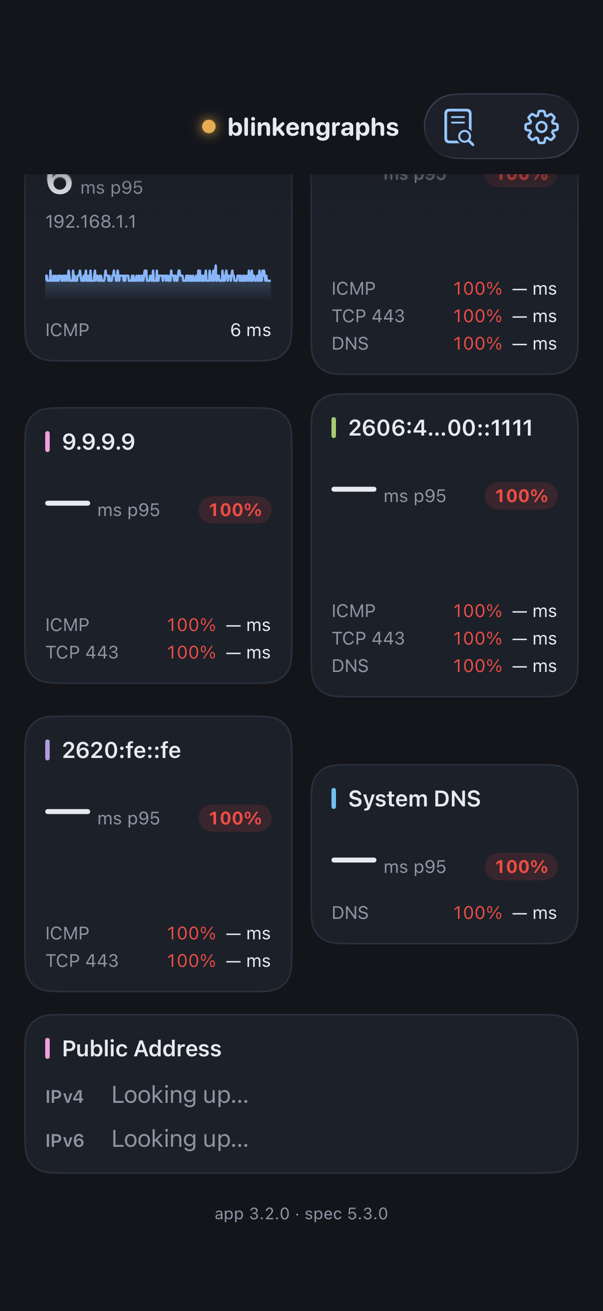 blinkengraphs
6 ms p95
192.168.1.1
ICMP 6 ms
ms p95 100%
ICMP 100% — ms
TCP 443 100% — ms
DNS 100% — ms
9.9.9.9
— ms p95 100%
ICMP 100% — ms
TCP 443 100% — ms
2606:4...00::1111
— ms p95 100%
ICMP 100% — ms
TCP 443 100% — ms
DNS 100% — ms
2620:fe::fe
— ms p95 100%
ICMP 100% — ms
TCP 443 100% — ms
System DNS
— ms p95 100%
DNS 100% — ms
Public Address
IPv4 Looking up...
IPv6 Looking up...
app 3.2.0 · spec 5.3.0